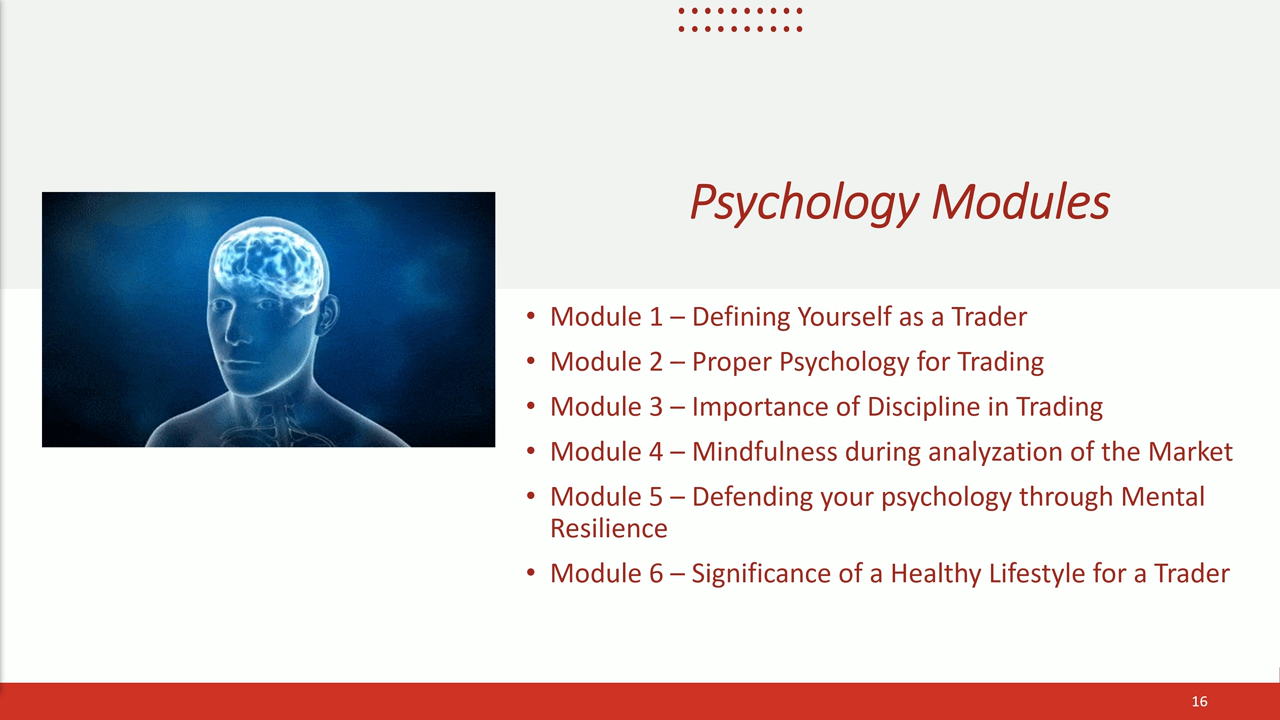 Psychology Modules
• Module 1 – Defining Yourself as a Trader
• Module 2 – Proper Psychology for Trading
• Module 3 – Importance of Discipline in Trading
• Module 4 – Mindfulness during analyzation of the Market
• Module 5 – Defending your psychology through Mental
Resilience
• Module 6 – Significance of a Healthy Lifestyle for a Trader
16